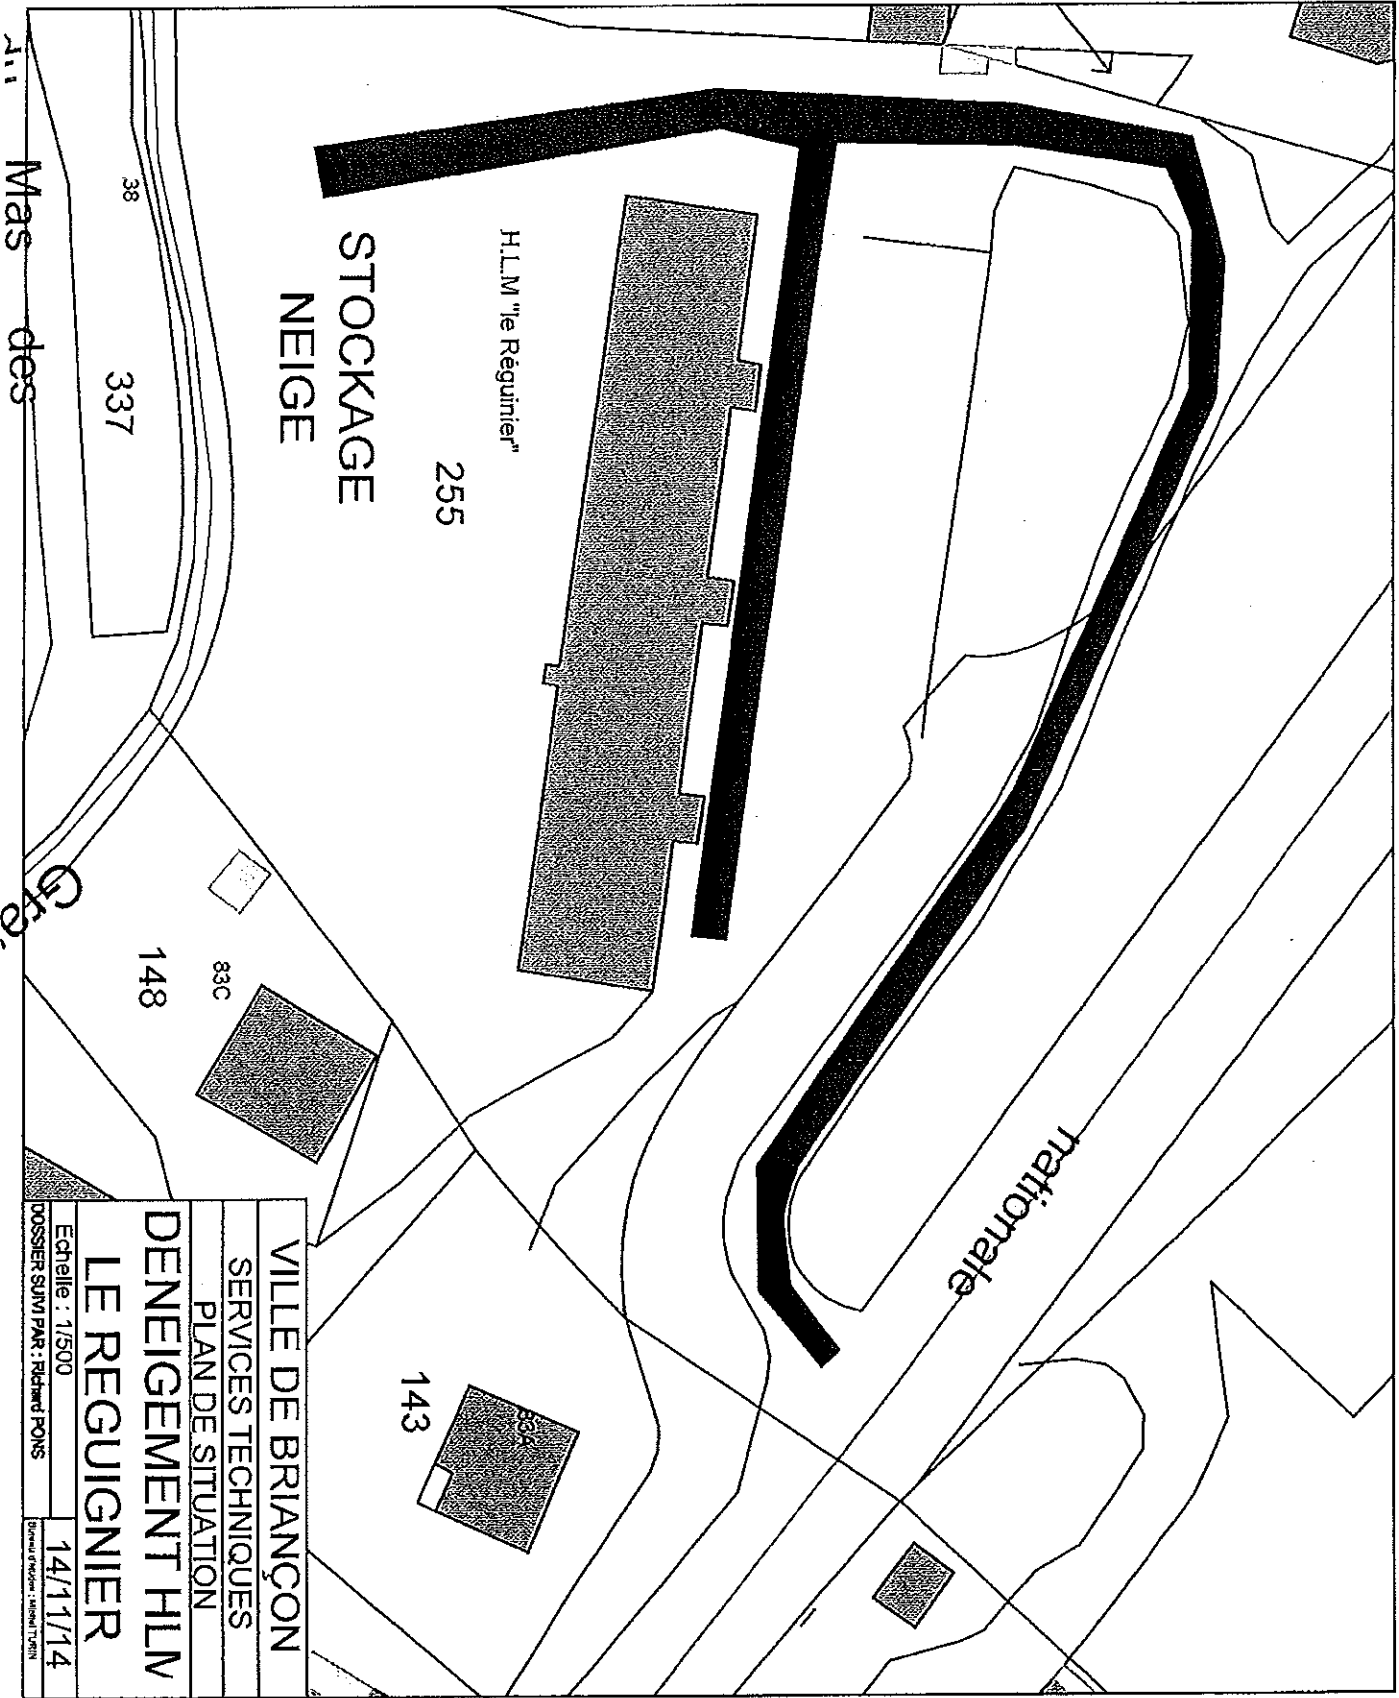 nationale
H.L.M "le Réguinier"
255
STOCKAGE
NEIGE
38
337
Mas des
148
83C
143
83A
VILLE DE BRIANÇON
SERVICES TECHNIQUES
PLAN DE SITUATION
DENEIGEMENT HLM
LE REGUIGNIER
Echelle : 1/500
14/11/14
DOSSIER SUIVI PAR : Richard PONS